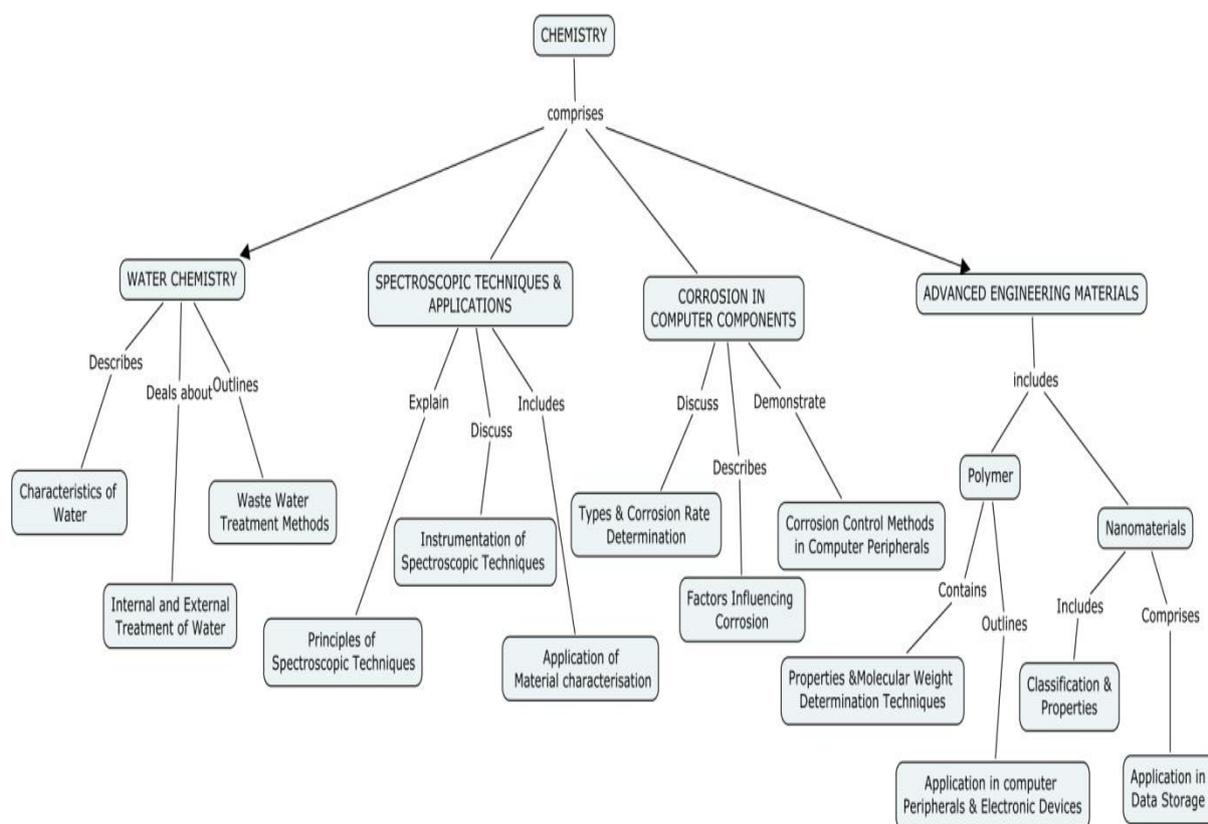 CHEMISTRY
comprises
WATER CHEMISTRY
SPECTROSCOPIC TECHNIQUES &
APPLICATIONS
CORROSION IN
COMPUTER COMPONENTS
ADVANCED ENGINEERING MATERIALS
Describes
Deals about
Outlines
Explain
Discuss
Includes
Discuss
Describes
Demonstrate
includes
Characteristics of
Water
Internal and External
Treatment of Water
Waste Water
Treatment Methods
Principles of
Spectroscopic Techniques
Instrumentation of
Spectroscopic Techniques
Application of
Material characterisation
Types & Corrosion Rate
Determination
Factors Influencing
Corrosion
Corrosion Control Methods
in Computer Peripherals
Polymer
Nanomaterials
Contains
Outlines
Includes
Comprises
Properties &Molecular Weight
Determination Techniques
Application in computer
Peripherals & Electronic Devices
Classification &
Properties
Application in
Data Storage